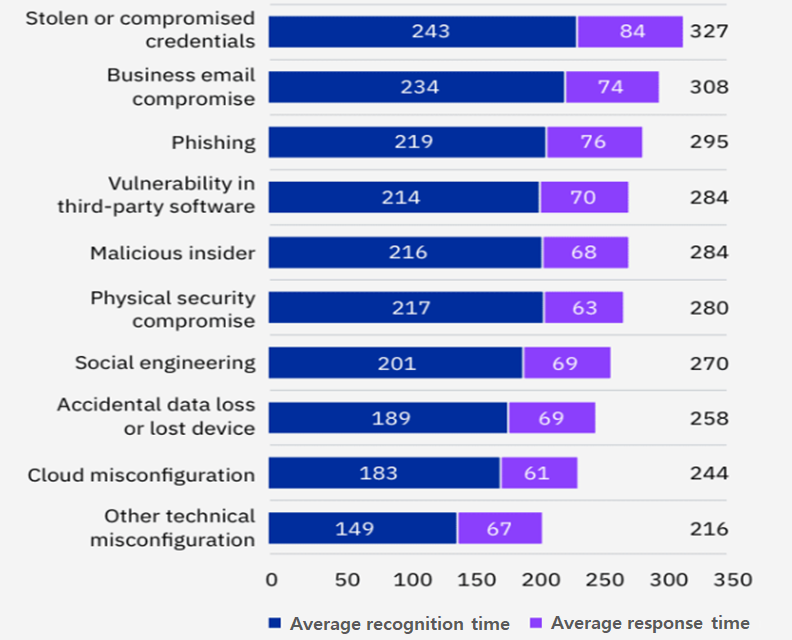 Stolen or compromised
credentials
243 84 327
Business email
compromise
234 74 308
Phishing 219 76 295
Vulnerability in
third-party software
214 70 284
Malicious insider 216 68 284
Physical security
compromise
217 63 280
Social engineering 201 69 270
Accidental data loss
or lost device
189 69 258
Cloud misconfiguration 183 61 244
Other technical
misconfiguration
149 67 216
0 50 100 150 200 250 300 350
Average recognition time Average response time